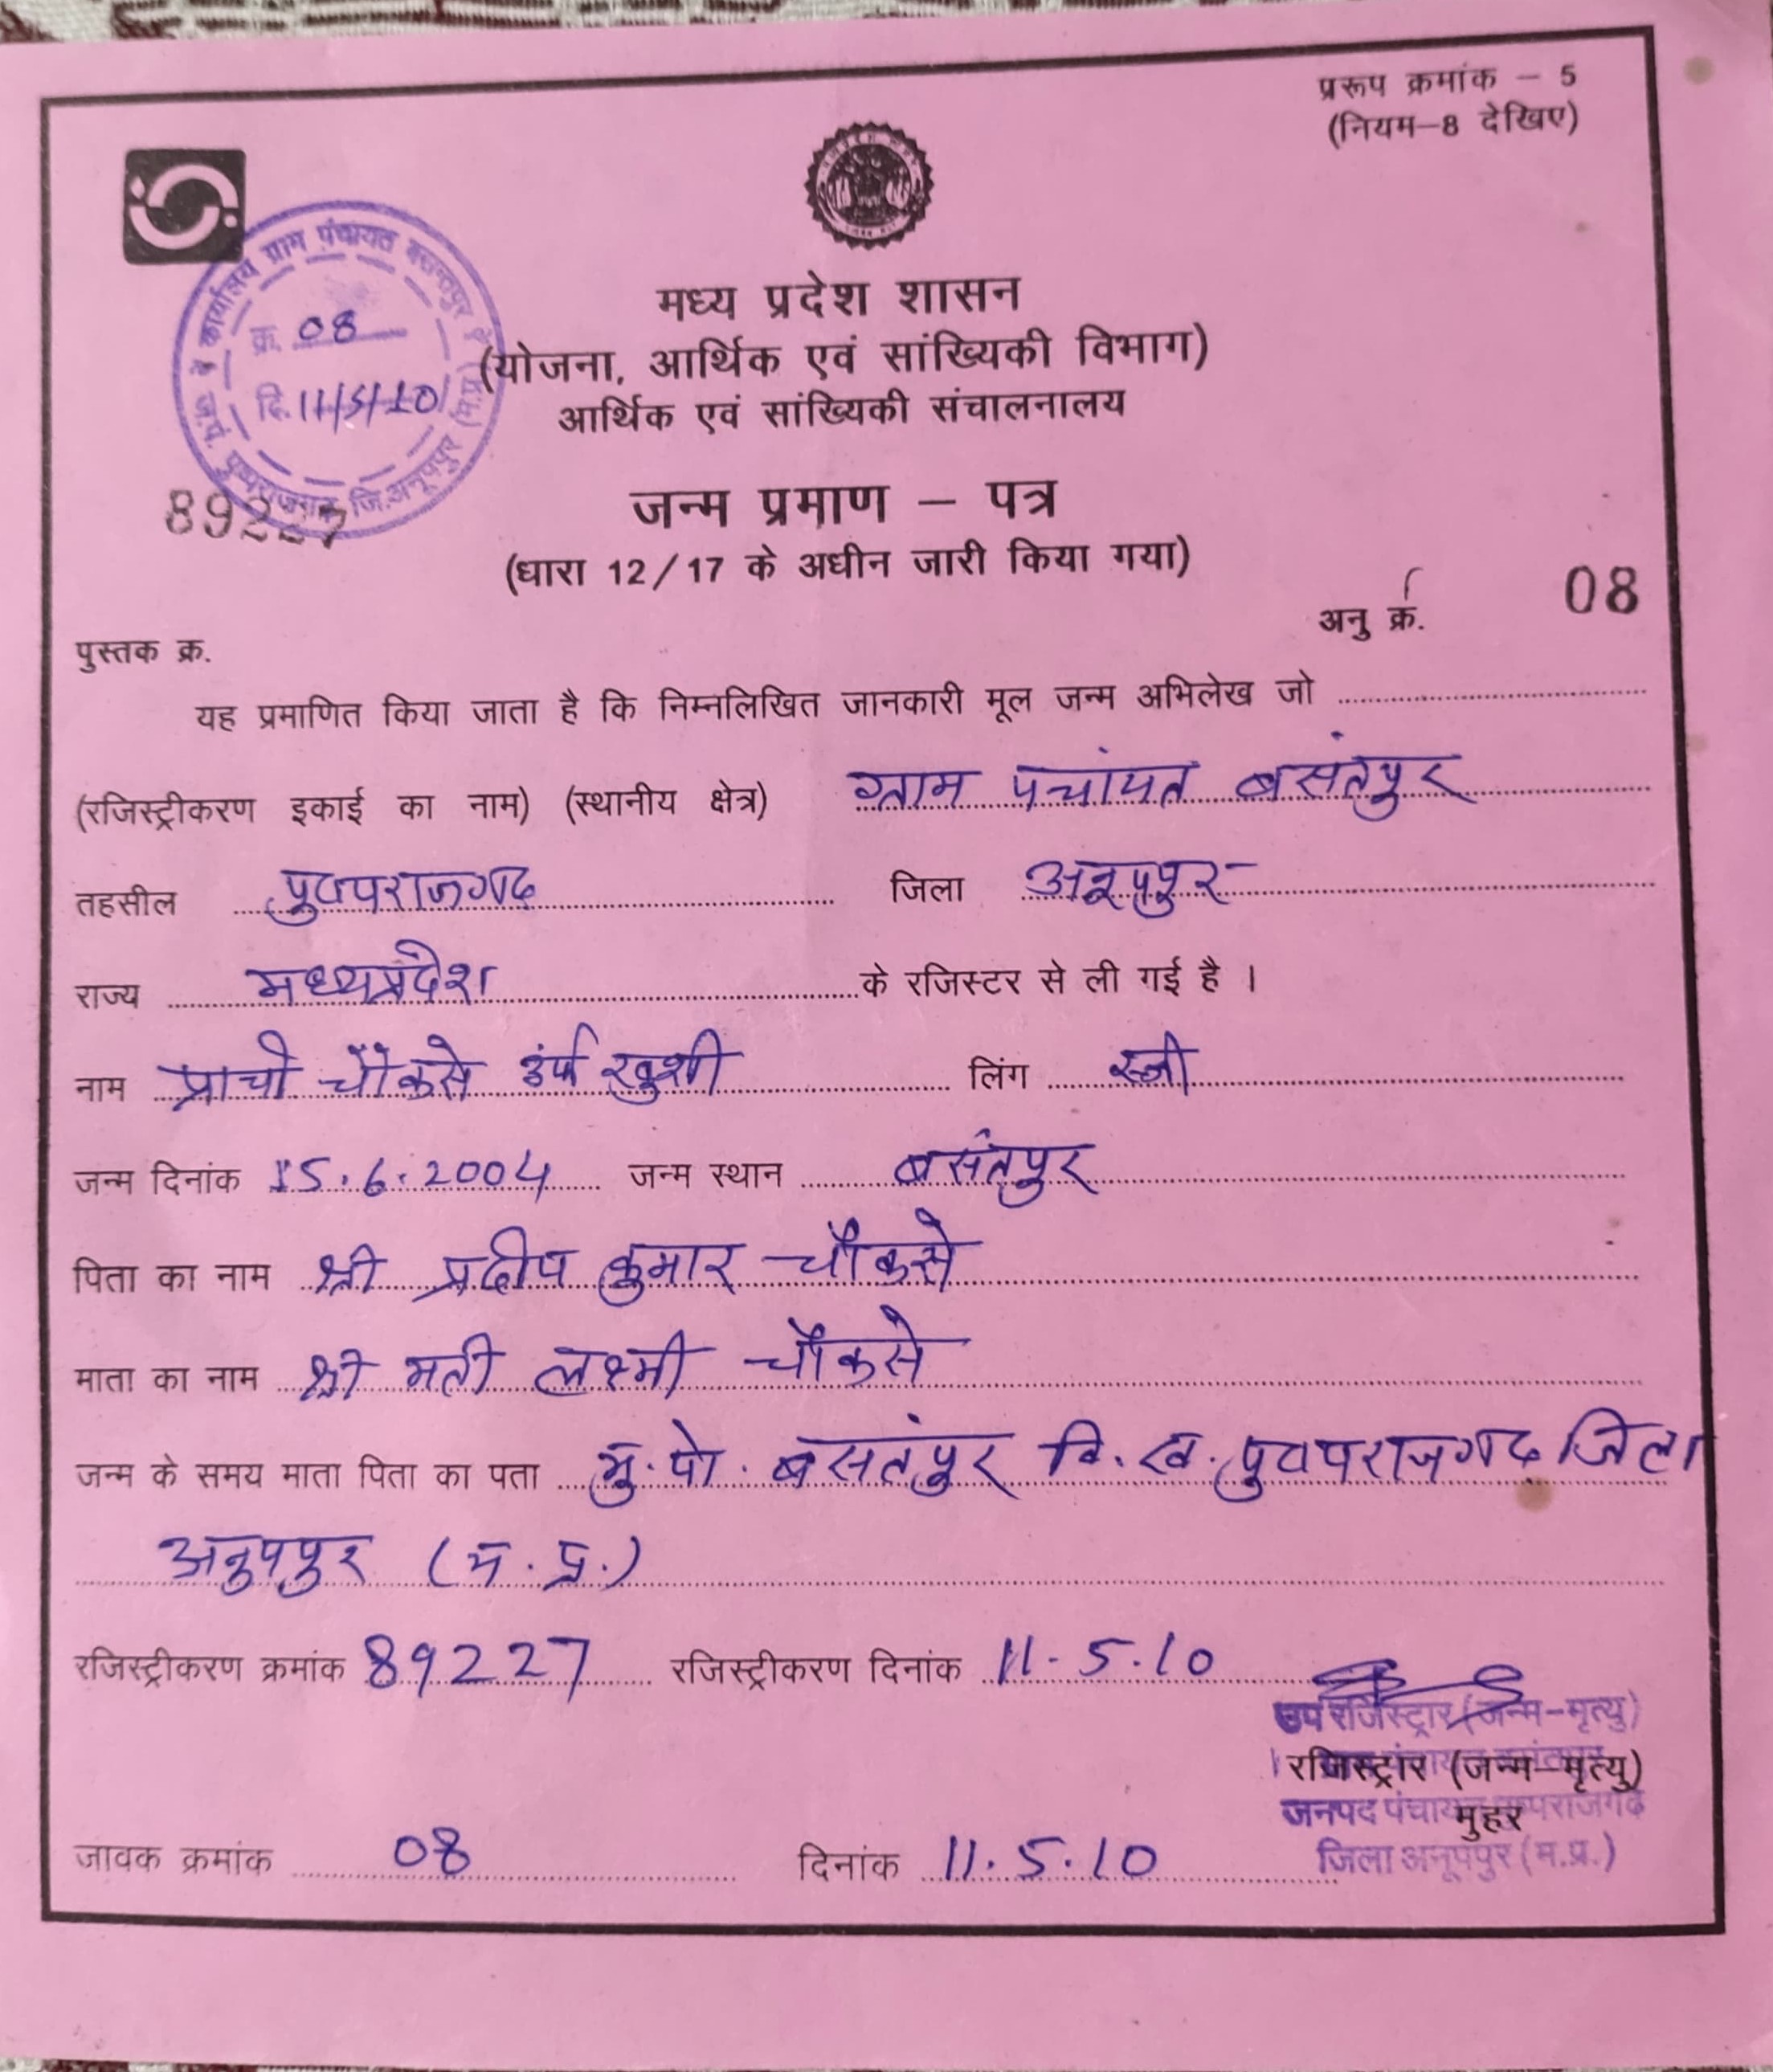 प्ररूप क्रमांक – 5
(नियम–8 देखिए)
कार्यालय ग्राम पंचायत बसन्तपुर
क्र. 08
दि. 11/5/10
ज.पं. पुष्पराजगढ़ जि.अनूपपुर (म.प्र.)
मध्य प्रदेश शासन
(योजना, आर्थिक एवं सांख्यिकी विभाग)
आर्थिक एवं सांख्यिकी संचालनालय
89227
जन्म प्रमाण – पत्र
(धारा 12/17 के अधीन जारी किया गया)
पुस्तक क्र. अनु क्र. 08
यह प्रमाणित किया जाता है कि निम्नलिखित जानकारी मूल जन्म अभिलेख जो
(रजिस्ट्रीकरण इकाई का नाम) (स्थानीय क्षेत्र) ग्राम पंचायत बसंतपुर
तहसील पुष्पराजगढ जिला अनूपपुर
राज्य मध्यप्रदेश के रजिस्टर से ली गई है ।
नाम प्राची चौंकसे उर्फ खुशी लिंग स्त्री
जन्म दिनांक 15.6.2004 जन्म स्थान बसंतपुर
पिता का नाम श्री प्रदीप कुमार चौकसे
माता का नाम श्री मती लक्ष्मी चौकसे
जन्म के समय माता पिता का पता मु. पो. बसतंपुर वि. ख. पुष्पराजगढ जिला
अनुपपुर (म. प्र.)
रजिस्ट्रीकरण क्रमांक 89227 रजिस्ट्रीकरण दिनांक 11-5.10
उप रजिस्ट्रार (जन्म–मृत्यु)
रजिस्ट्रार (जन्म–मृत्यु)
जनपद पंचायत पुष्पराजगढ
मुहर
जिला अनूपपुर (म.प्र.)
जावक क्रमांक 08 दिनांक 11.5.10